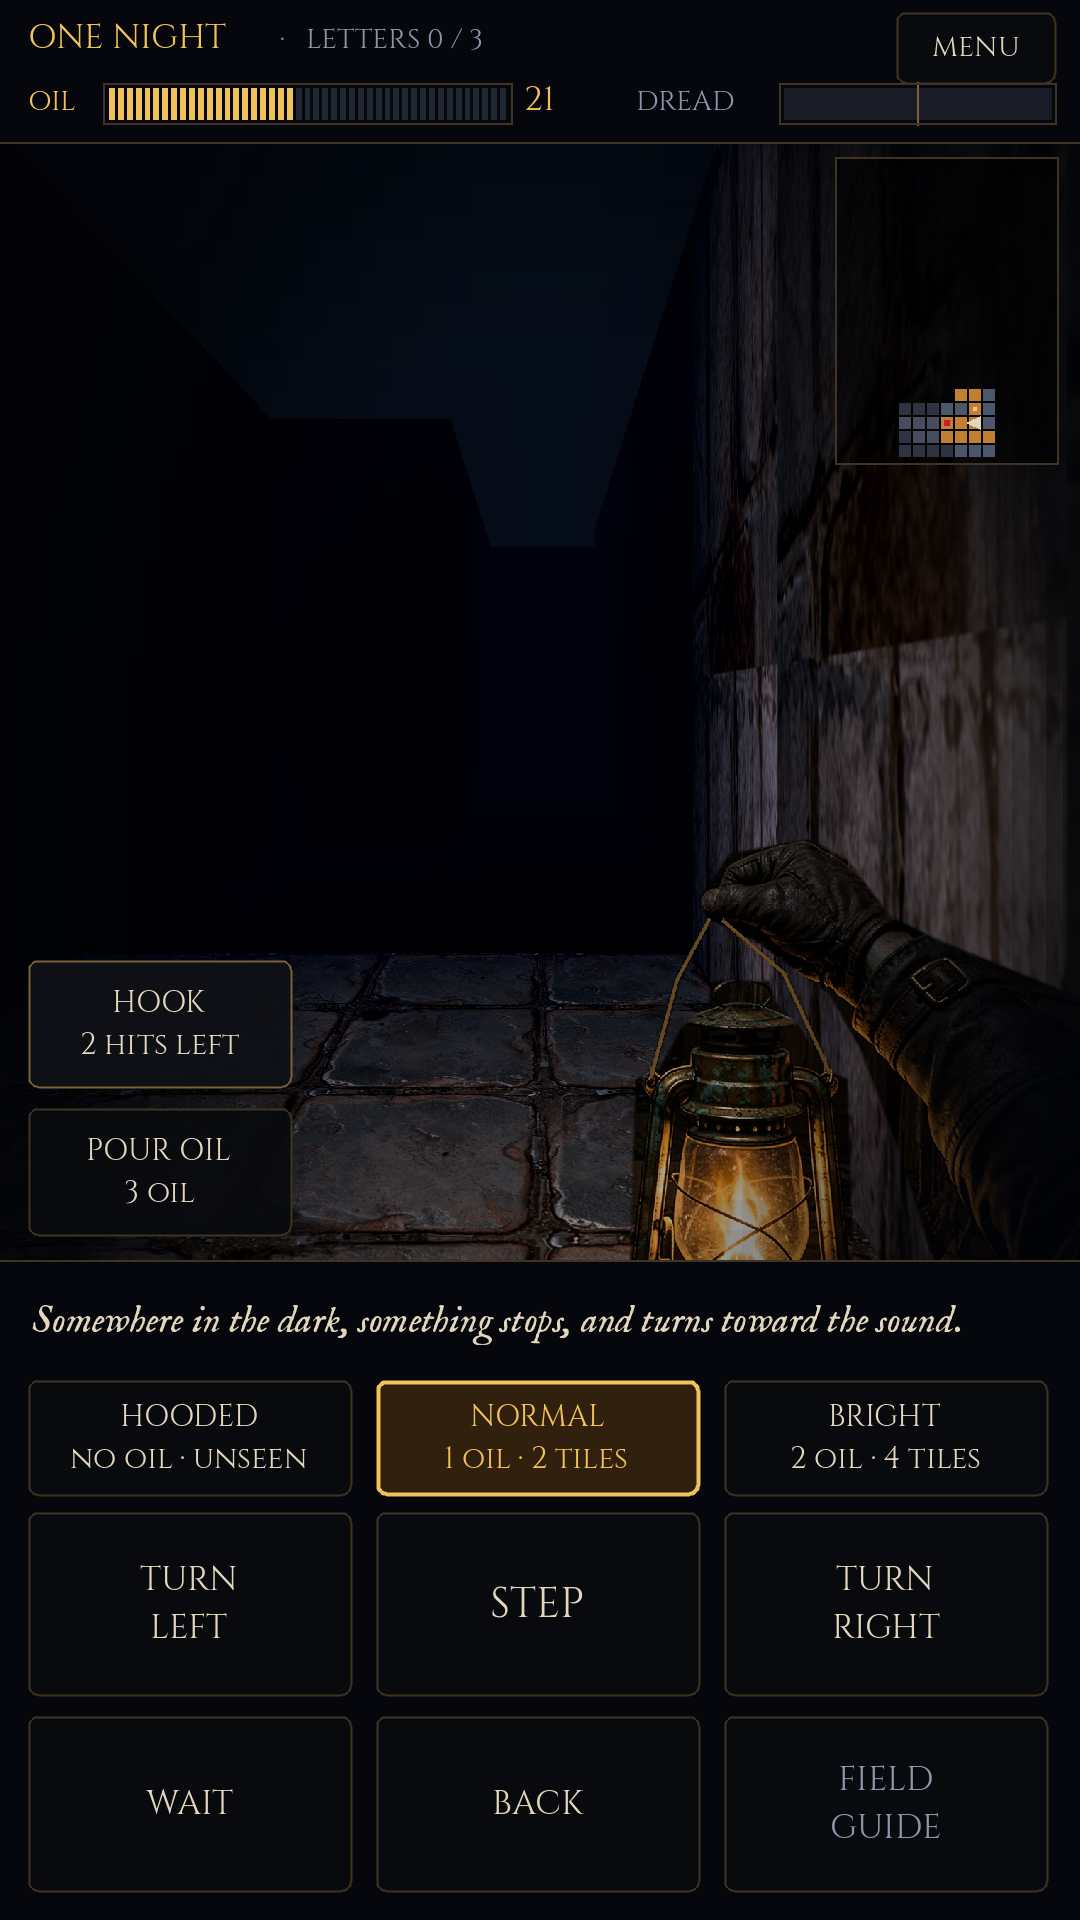 ONE NIGHT · LETTERS 0 / 3
MENU
OIL 21 DREAD
HOOK
2 HITS LEFT
POUR OIL
3 OIL
Somewhere in the dark, something stops, and turns toward the sound.
HOODED
NO OIL · UNSEEN
NORMAL
1 OIL · 2 TILES
BRIGHT
2 OIL · 4 TILES
TURN
LEFT
STEP
TURN
RIGHT
WAIT
BACK
FIELD
GUIDE